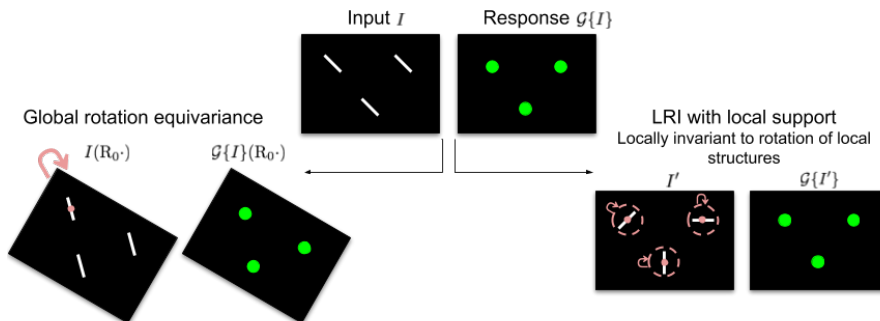 Input I
Response 𝒢{I}
Global rotation equivariance
I(R₀·)
𝒢{I}(R₀·)
LRI with local support
Locally invariant to rotation of local
structures
I′
𝒢{I′}